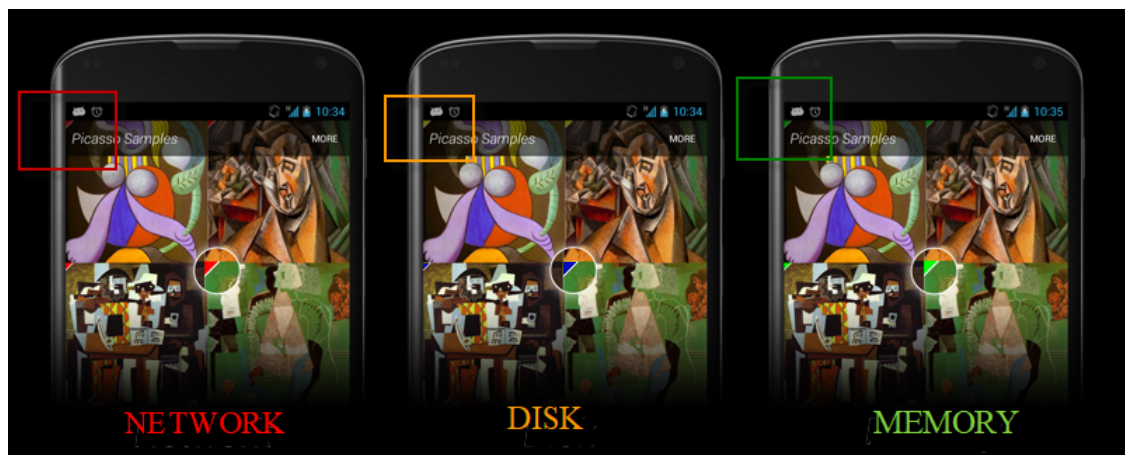 10:34
Picasso Samples MORE
10:34
Picasso Samples MORE
10:35
Picasso Samples MORE
NETWORK
DISK
MEMORY